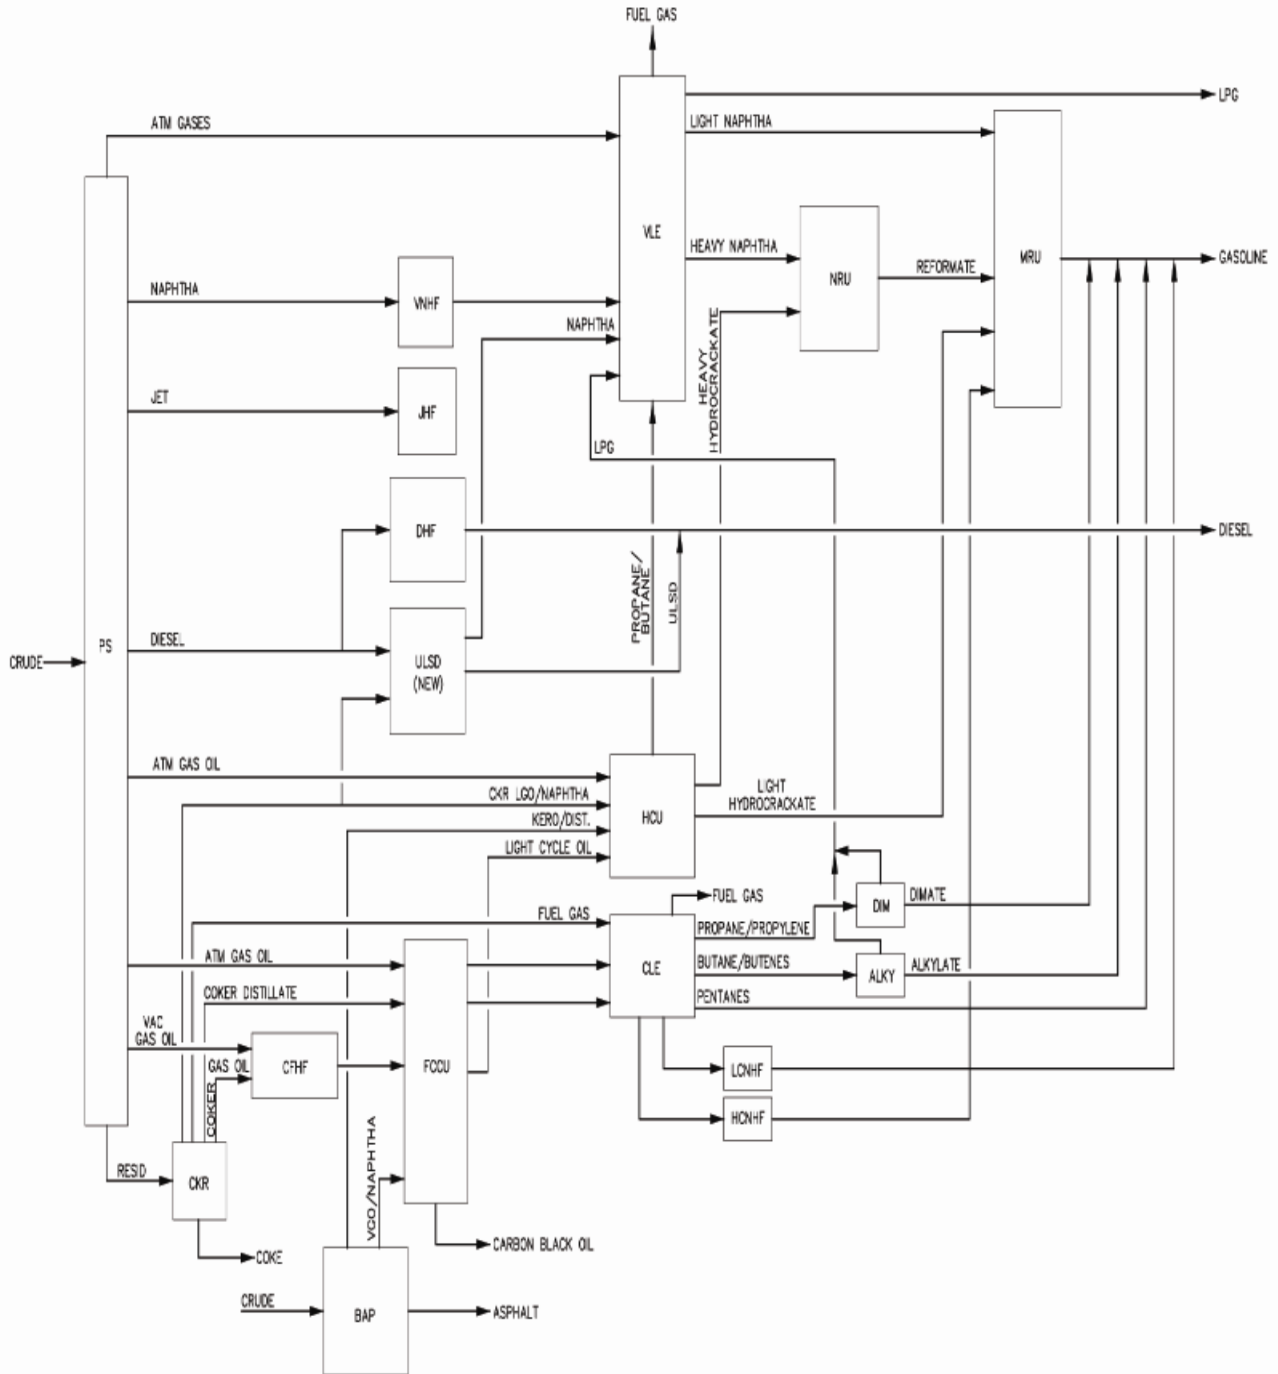 FUEL GAS
LPG
ATM GASES
LIGHT NAPHTHA
VLE
HEAVY NAPHTHA
NRU
REFORMATE
MRU
GASOLINE
NAPHTHA
VNHF
NAPHTHA
HEAVY
HYDROCRACKATE
JET
JHF
LPG
DHF
DIESEL
PROPANE/
BUTANE
ULSD
PS
DIESEL
CRUDE
ULSD
(NEW)
ATM GAS OIL
CKR LGO/NAPHTHA
KERO/DIST.
LIGHT CYCLE OIL
HCU
LIGHT
HYDROCRACKATE
FUEL GAS
FUEL GAS
DIM
DIMATE
PROPANE/PROPYLENE
ATM GAS OIL
CLE
BUTANE/BUTENES
ALKY
ALKYLATE
COKER DISTILLATE
PENTANES
VAC
GAS OIL
GAS OIL
COKER
CFHF
FCCU
LCNHF
HCNHF
RESID
CKR
VGO/NAPHTHA
COKE
CARBON BLACK OIL
CRUDE
BAP
ASPHALT